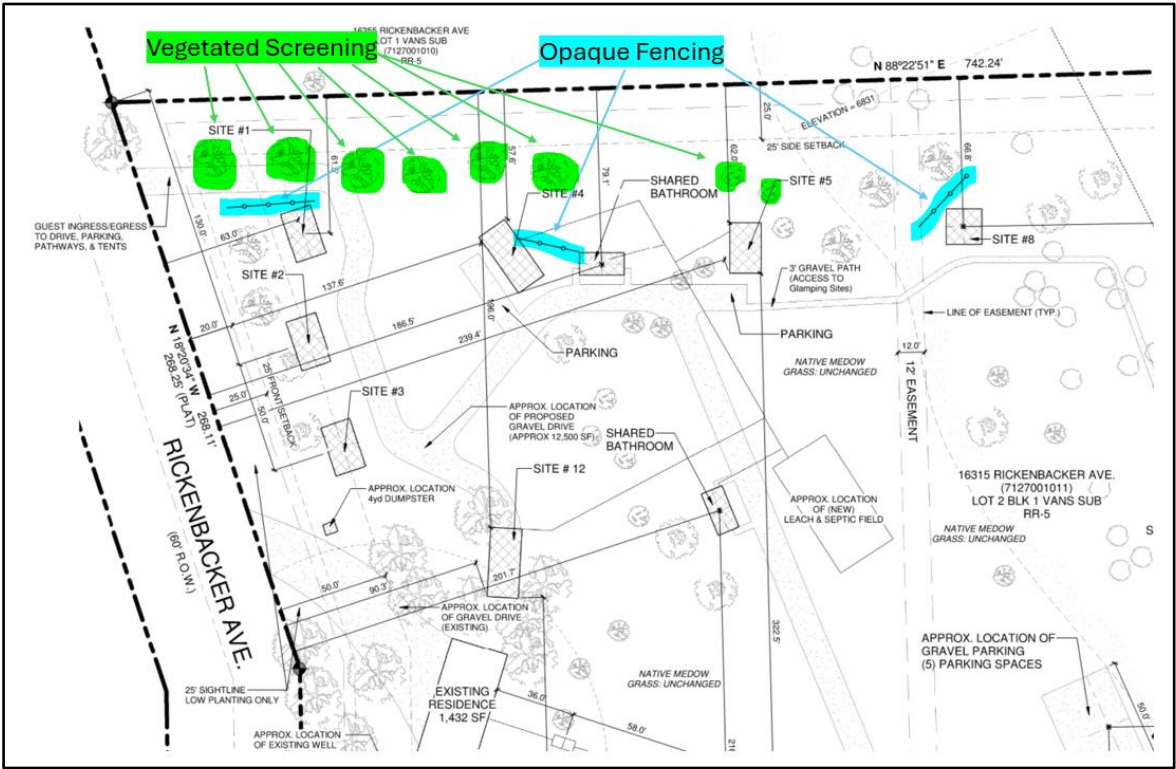 16355 RICKENBACKER AVE
LOT 1 VANS SUB
(7127001010)
RR-5
Vegetated Screening
Opaque Fencing
N 88°22'51" E 742.24'
ELEVATION = 6831
25.0'
25' SIDE SETBACK
SITE #1
61.5'
57.6'
79.1'
62.0'
66.8'
SITE #4
SHARED
BATHROOM
SITE #5
SITE #8
GUEST INGRESS/EGRESS
TO DRIVE, PARKING,
PATHWAYS, & TENTS
130.0'
63.0'
SITE #2
137.6'
186.5'
196.0'
239.4'
20.0'
3' GRAVEL PATH
(ACCESS TO
Glamping Sites)
LINE OF EASEMENT (TYP.)
PARKING
PARKING
NATIVE MEDOW
GRASS: UNCHANGED
12.0'
12' EASEMENT
N 18°20'34" W 268.11'
268.25' (PLAT)
25.0'
50.0'
25' FRONT SETBACK
SITE #3
APPROX. LOCATION
OF PROPOSED
GRAVEL DRIVE
(APPROX 12,500 SF)
SHARED
BATHROOM
RICKENBACKER AVE.
(60' R.O.W.)
APPROX. LOCATION
4yd DUMPSTER
SITE # 12
APPROX. LOCATION
OF (NEW)
LEACH & SEPTIC FIELD
16315 RICKENBACKER AVE.
(7127001011)
LOT 2 BLK 1 VANS SUB
RR-5
NATIVE MEDOW
GRASS: UNCHANGED
S
50.0'
90.3'
201.7'
322.5'
APPROX. LOCATION
OF GRAVEL DRIVE
(EXISTING)
25' SIGHTLINE
LOW PLANTING ONLY
EXISTING
RESIDENCE
1,432 SF
NATIVE MEDOW
GRASS: UNCHANGED
APPROX. LOCATION OF
GRAVEL PARKING
(5) PARKING SPACES
36.0'
58.0'
50.0'
APPROX. LOCATION
OF EXISTING WELL